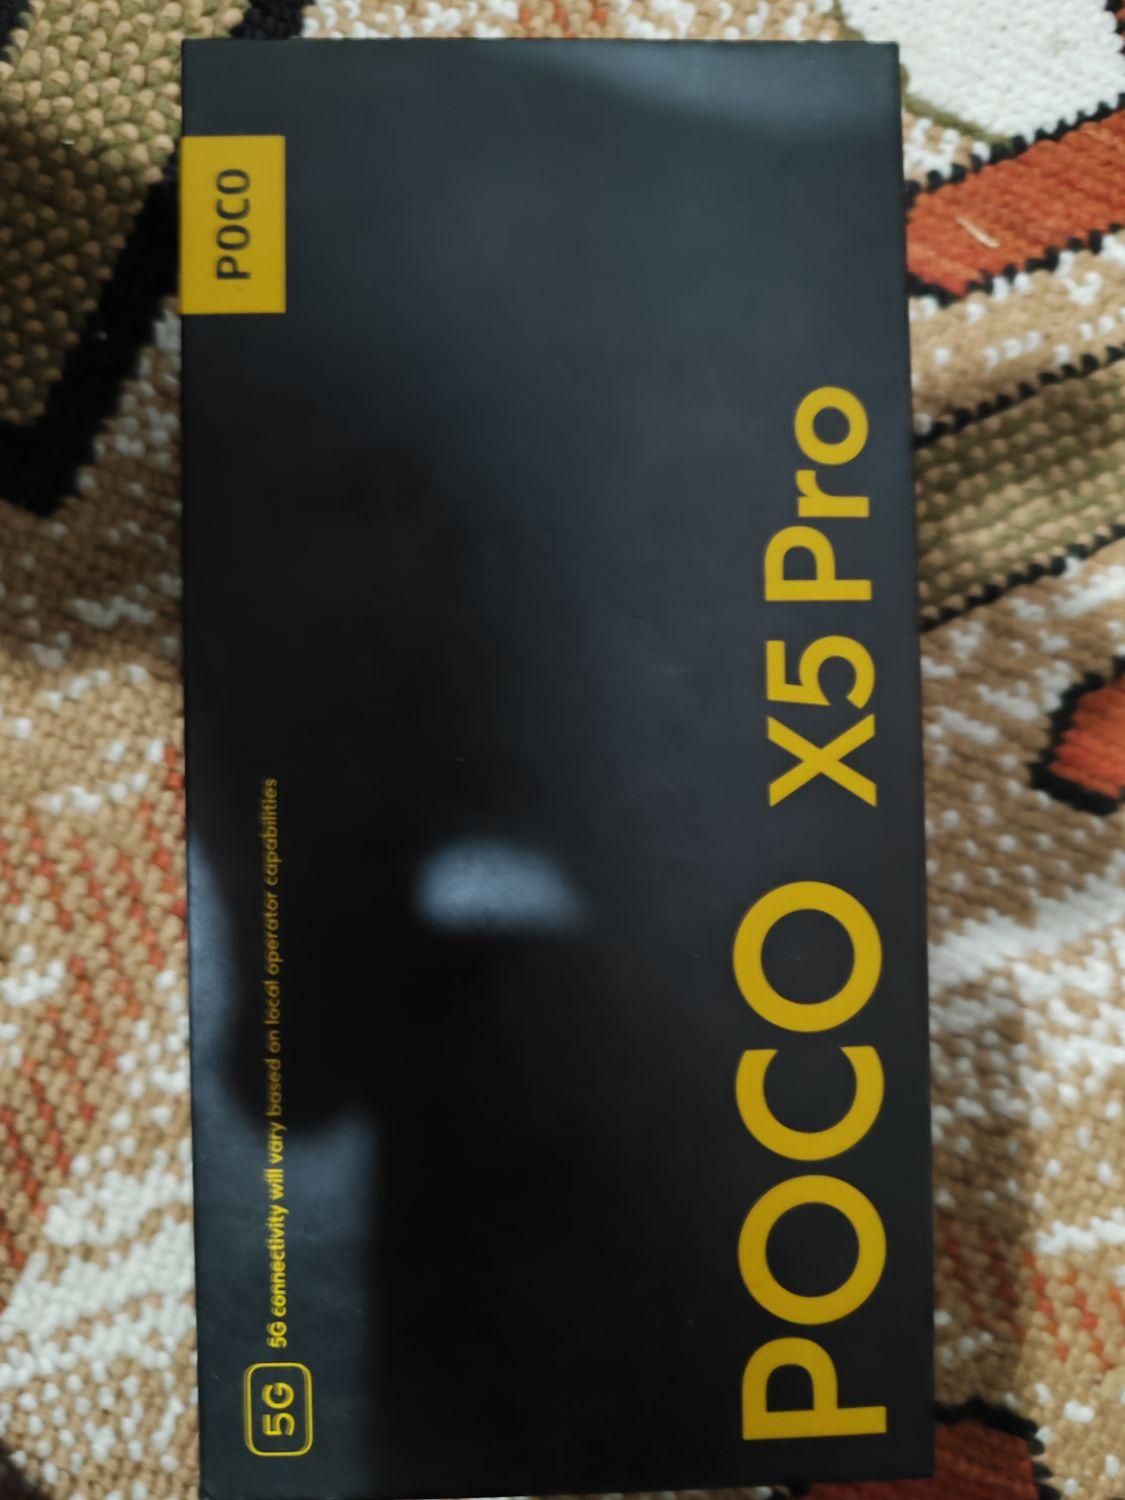 POCO
5G
5G connectivity will vary based on local operator capabilities
POCO X5 Pro